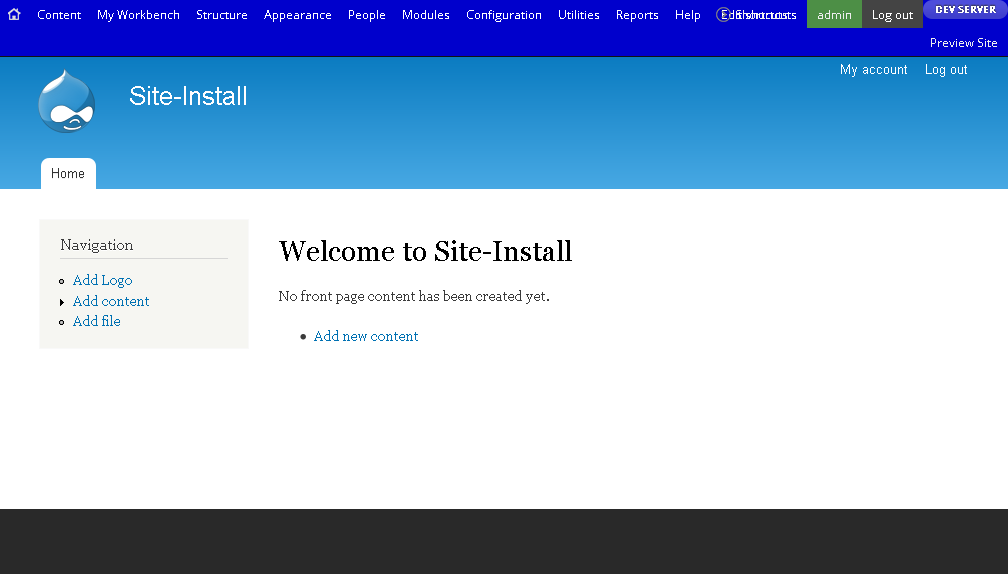 Content My Workbench Structure Appearance People Modules Configuration Utilities Reports Help admin Log out DEV SERVER
Preview Site
My account Log out
Site-Install
Home
Navigation
Add Logo
Add content
Add file
Welcome to Site-Install
No front page content has been created yet.
Add new content